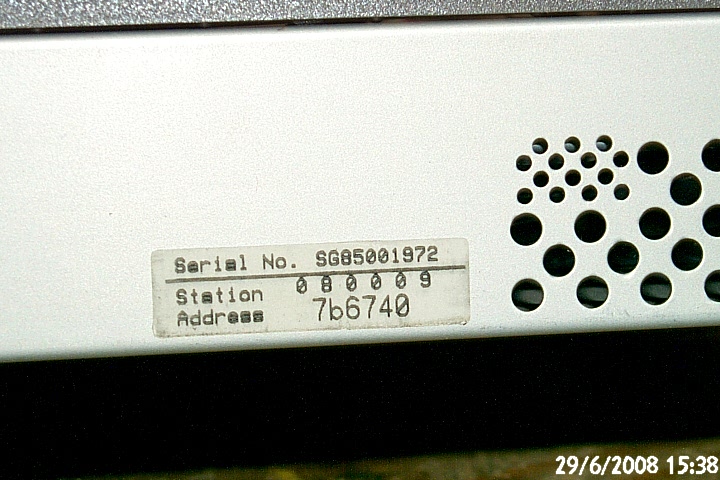 Serial No. SG85001972
Station 080009
Address 7b6740
29/6/2008 15:38